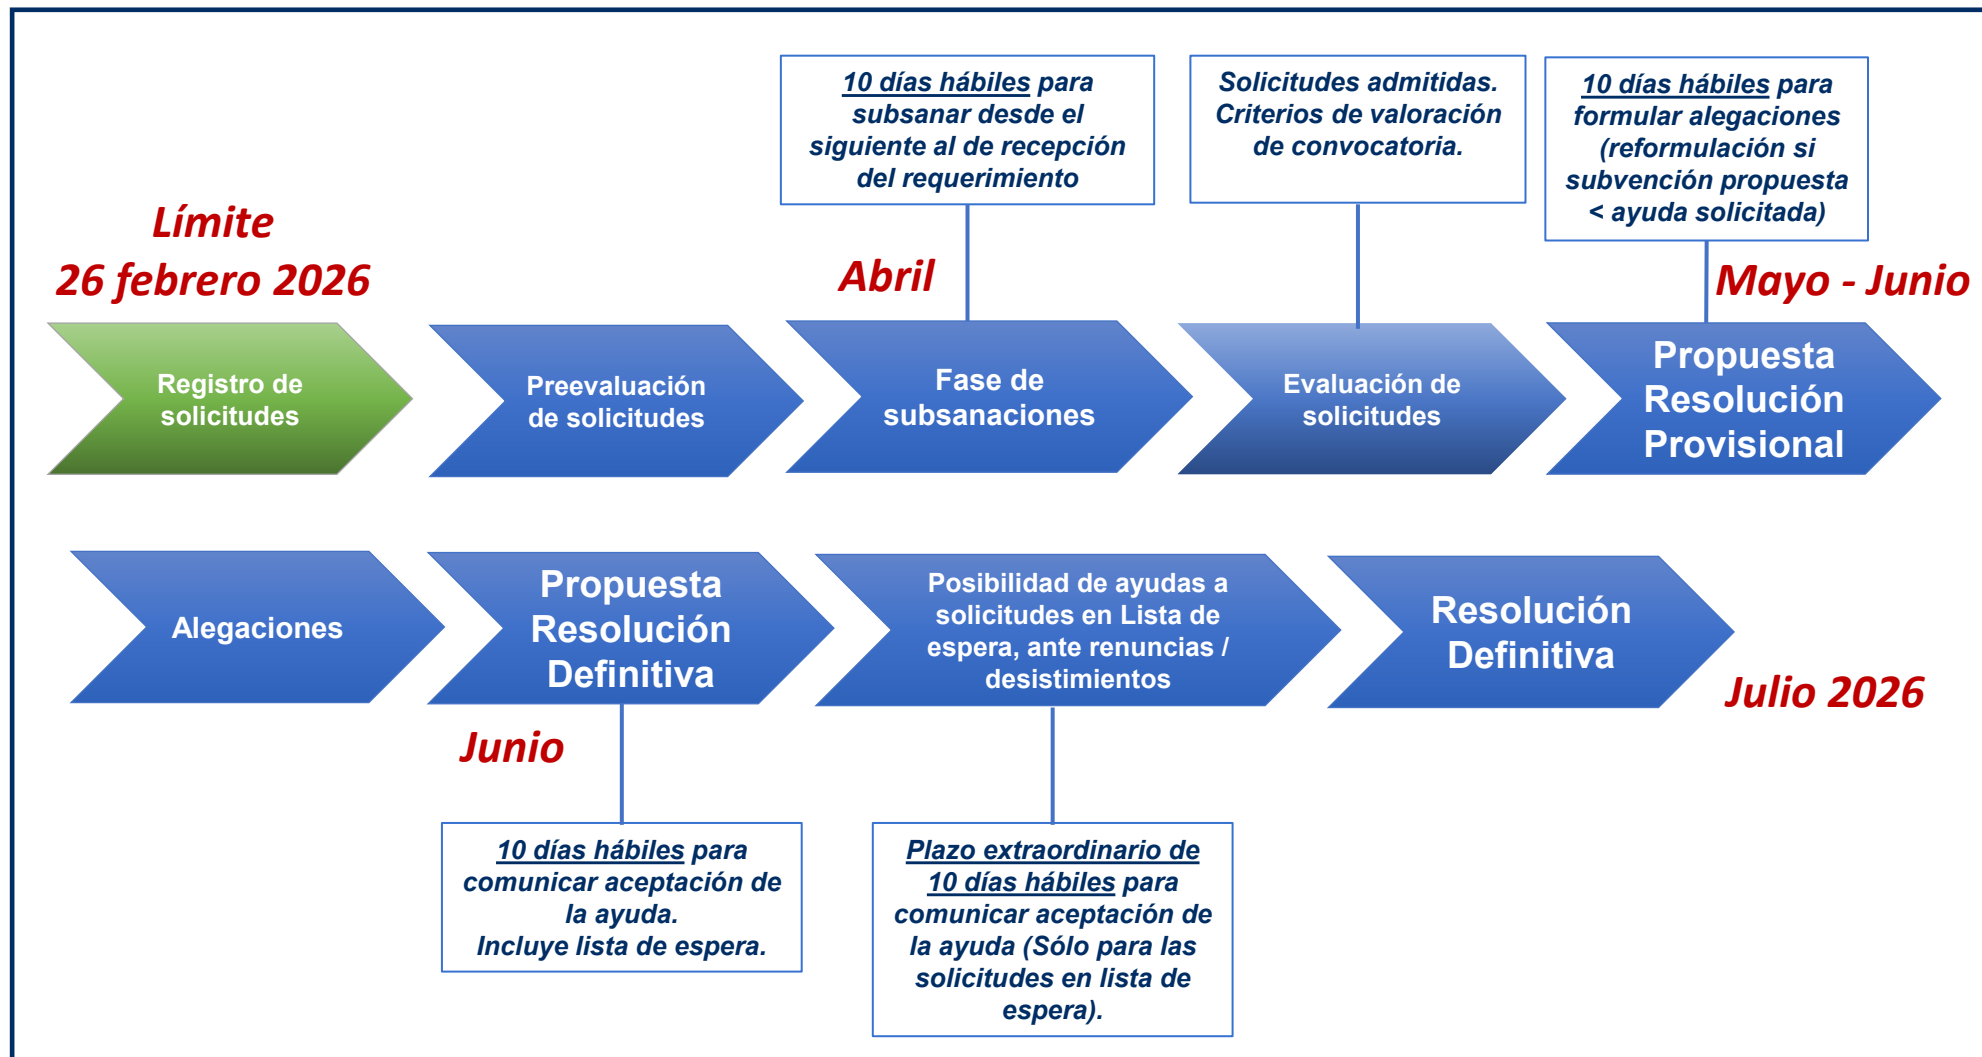 10 días hábiles para
subsanar desde el
siguiente al de recepción
del requerimiento
Solicitudes admitidas.
Criterios de valoración
de convocatoria.
10 días hábiles para
formular alegaciones
(reformulación si
subvención propuesta
< ayuda solicitada)
Límite
26 febrero 2026
Abril
Mayo - Junio
Registro de
solicitudes
Preevaluación
de solicitudes
Fase de
subsanaciones
Evaluación de
solicitudes
Propuesta
Resolución
Provisional
Alegaciones
Propuesta
Resolución
Definitiva
Posibilidad de ayudas a
solicitudes en Lista de
espera, ante renuncias /
desistimientos
Resolución
Definitiva
Julio 2026
Junio
10 días hábiles para
comunicar aceptación de
la ayuda.
Incluye lista de espera.
Plazo extraordinario de
10 días hábiles para
comunicar aceptación de
la ayuda (Sólo para las
solicitudes en lista de
espera).